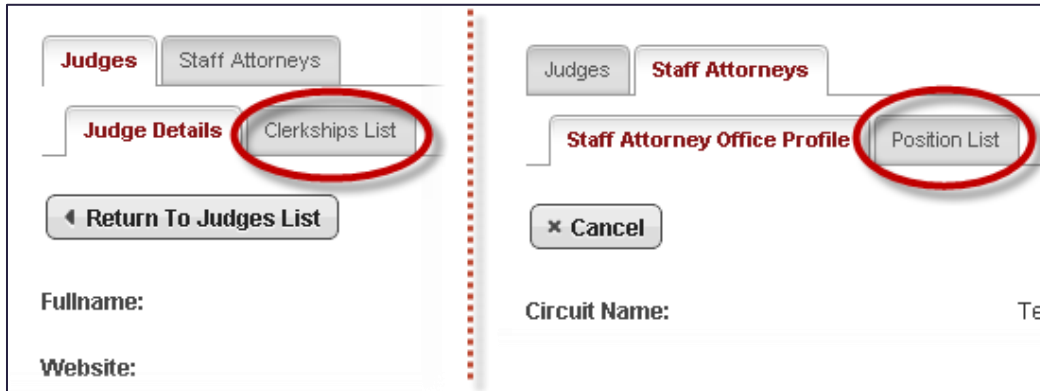 Judges Staff Attorneys
Judge Details Clerkships List
Return To Judges List
Fullname:
Website:
Judges Staff Attorneys
Staff Attorney Office Profile Position List
Cancel
Circuit Name: Te